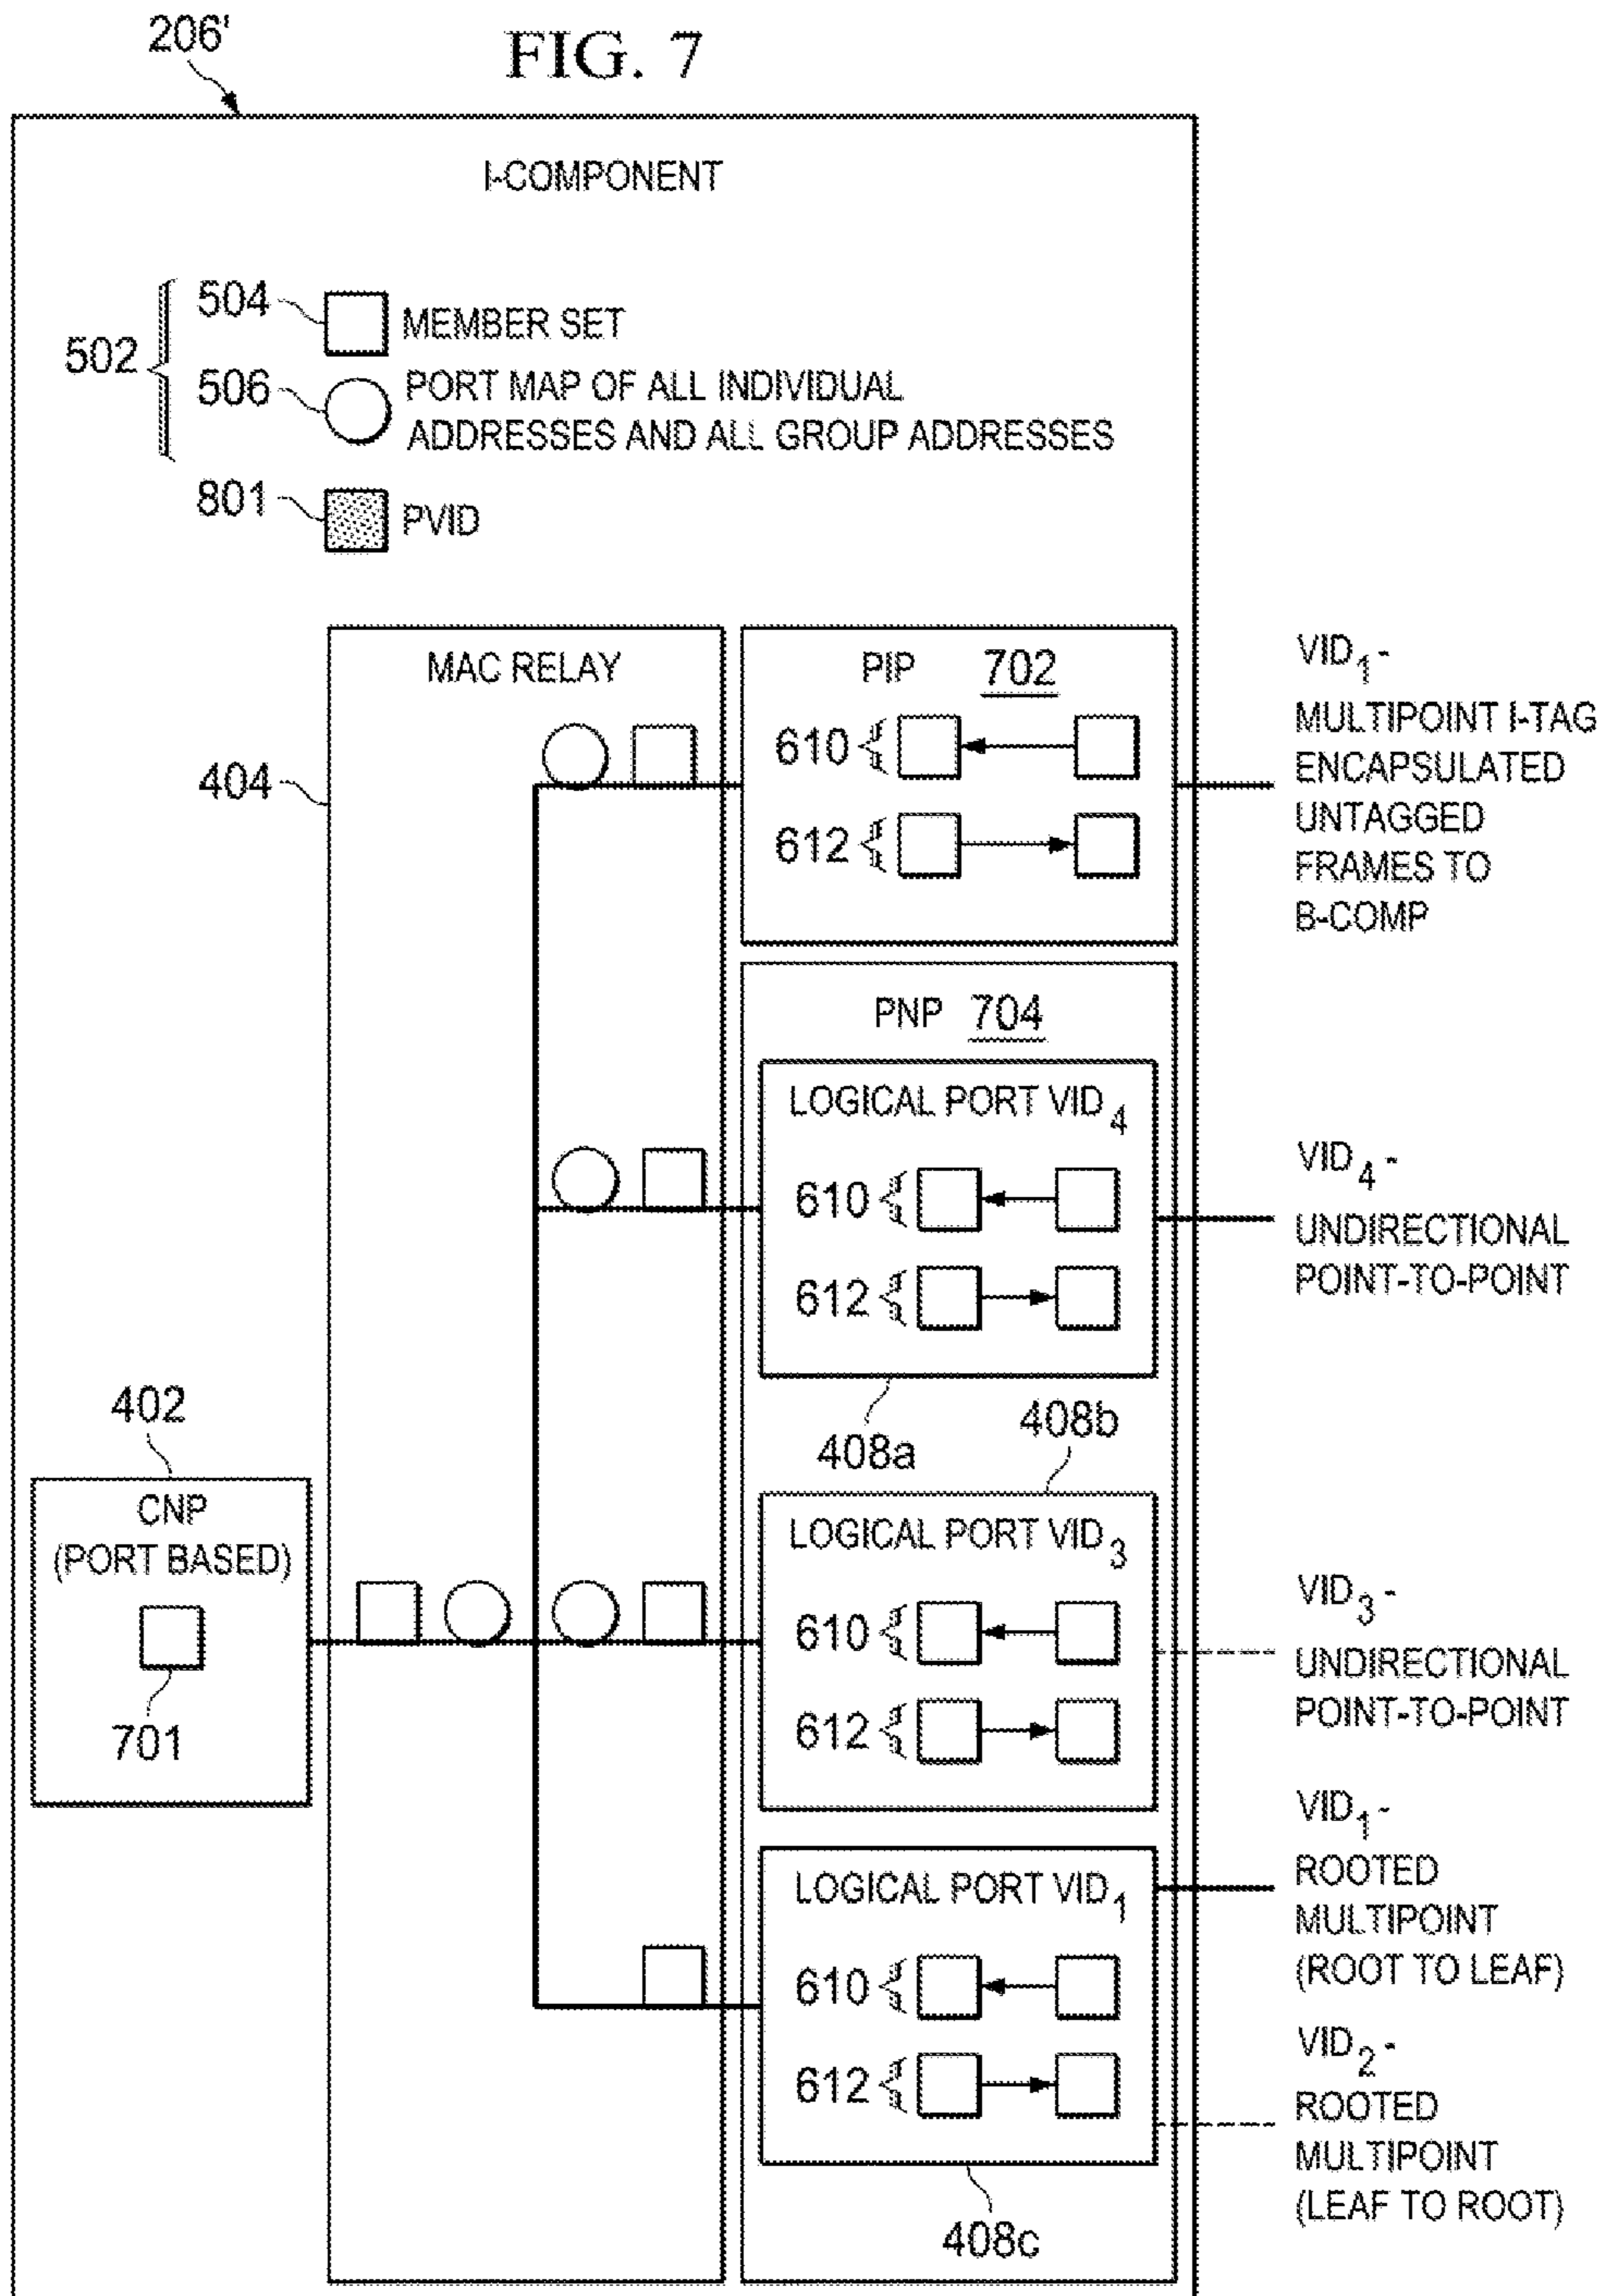 206'
FIG. 7
I-COMPONENT
502
504
MEMBER SET
506
PORT MAP OF ALL INDIVIDUAL
ADDRESSES AND ALL GROUP ADDRESSES
801
PVID
MAC RELAY
404
PIP 702
610
612
VID1 -
MULTIPOINT I-TAG
ENCAPSULATED
UNTAGGED
FRAMES TO
B-COMP
PNP 704
LOGICAL PORT VID4
610
612
408a
VID4 -
UNDIRECTIONAL
POINT-TO-POINT
408b
402
CNP
(PORT BASED)
701
LOGICAL PORT VID3
610
612
VID3 -
UNDIRECTIONAL
POINT-TO-POINT
LOGICAL PORT VID1
610
612
408c
VID1 -
ROOTED
MULTIPOINT
(ROOT TO LEAF)
VID2 -
ROOTED
MULTIPOINT
(LEAF TO ROOT)